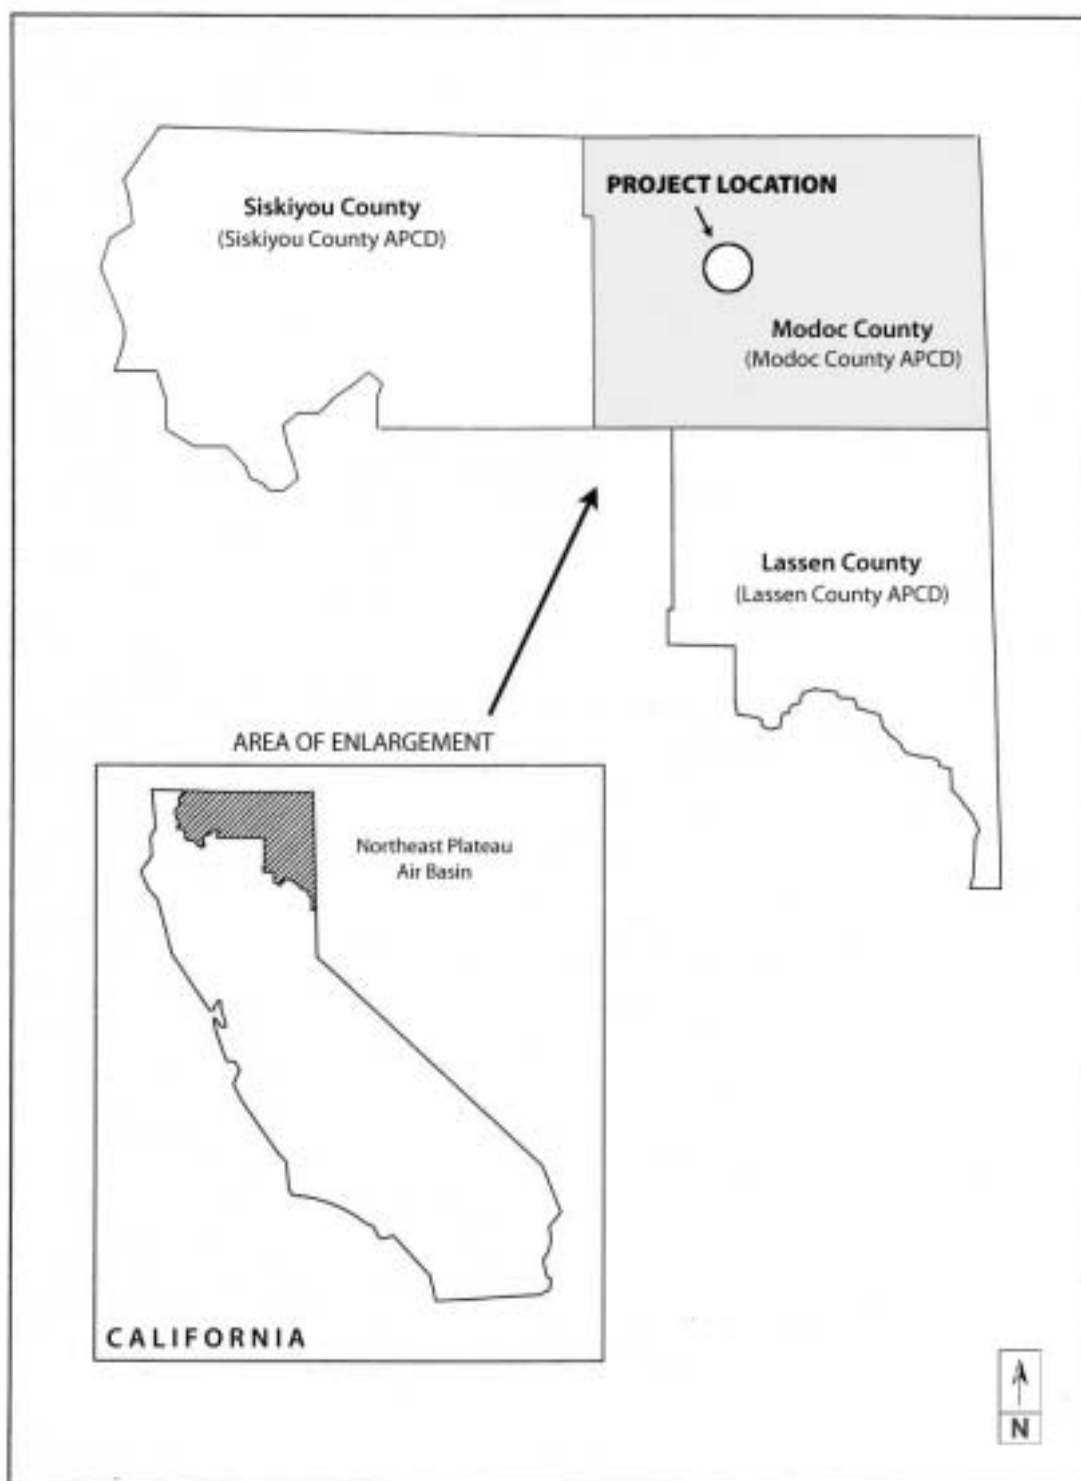 PROJECT LOCATION
Siskiyou County
(Siskiyou County APCD)
Modoc County
(Modoc County APCD)
Lassen County
(Lassen County APCD)
AREA OF ENLARGEMENT
Northeast Plateau
Air Basin
CALIFORNIA
N